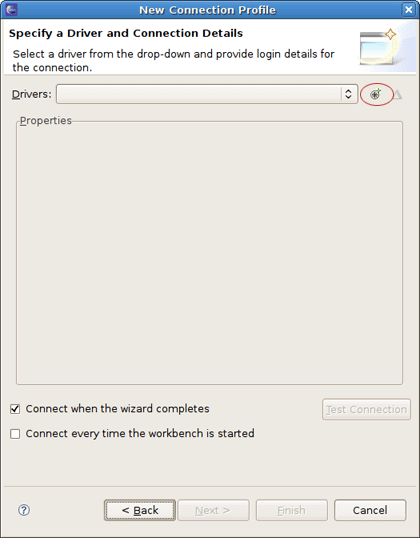 New Connection Profile
Specify a Driver and Connection Details
Select a driver from the drop-down and provide login details for
the connection.
Drivers:
Properties
Connect when the wizard completes
Test Connection
Connect every time the workbench is started
? < Back Next > Finish Cancel